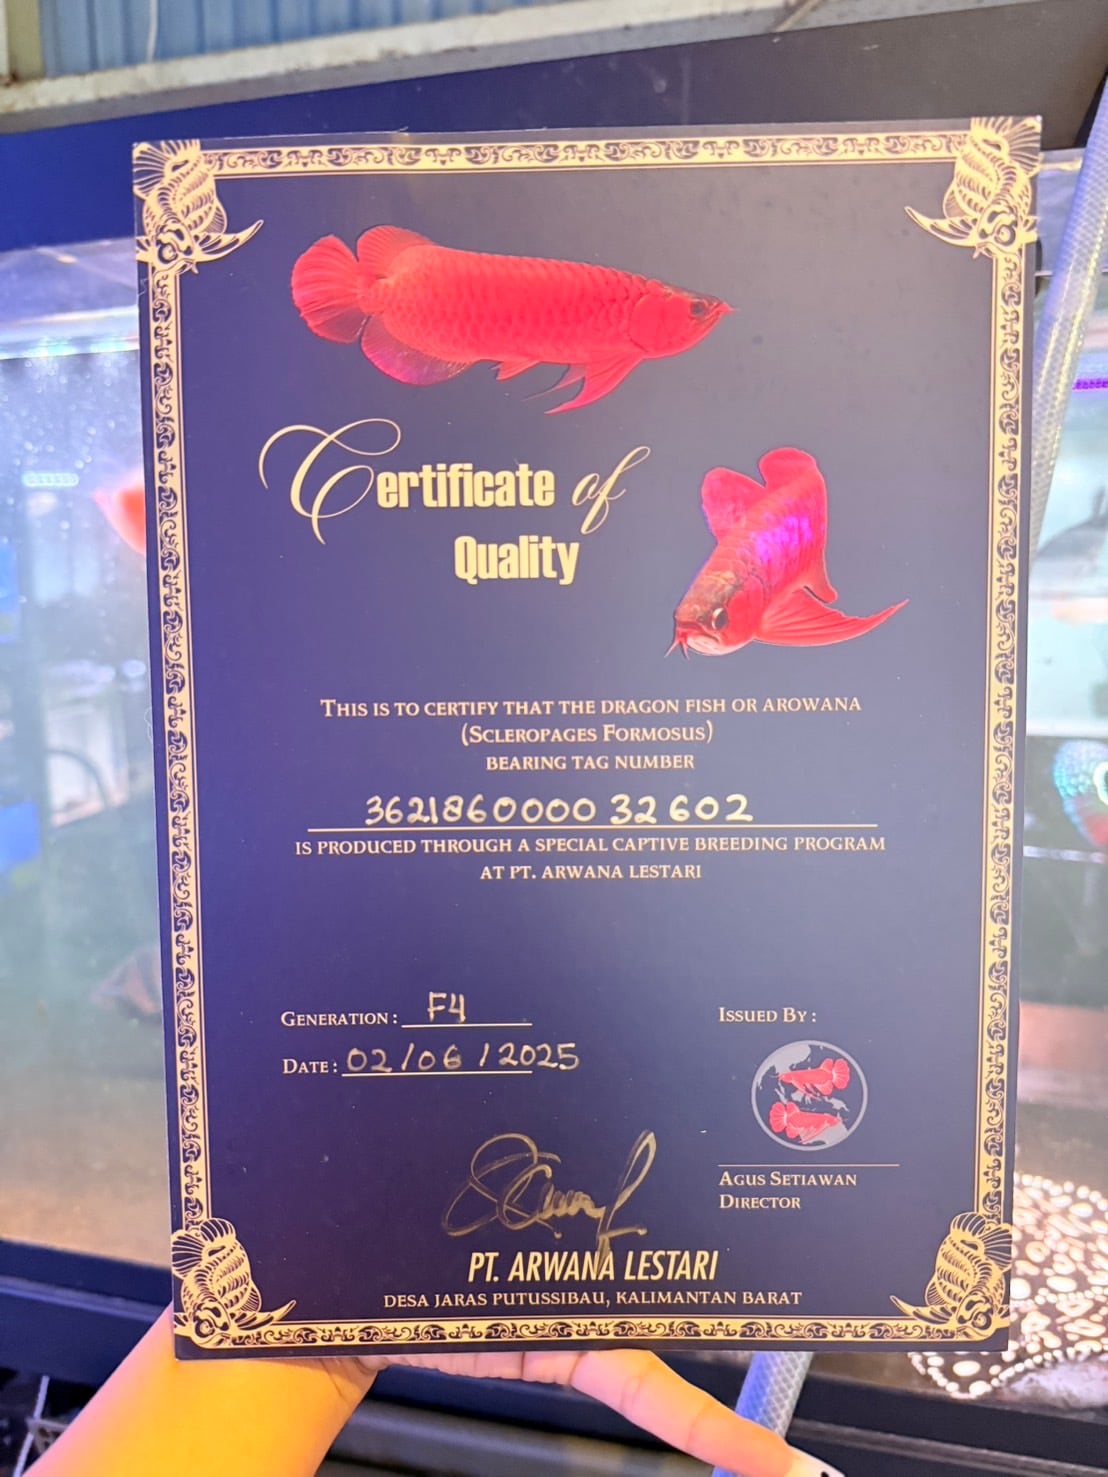 Certificate of
Quality
THIS IS TO CERTIFY THAT THE DRAGON FISH OR AROWANA
(SCLEROPAGES FORMOSUS)
BEARING TAG NUMBER
3621860000 32602
IS PRODUCED THROUGH A SPECIAL CAPTIVE BREEDING PROGRAM
AT PT. ARWANA LESTARI
GENERATION : F4
DATE : 02/06/2025
ISSUED BY :
AGUS SETIAWAN
DIRECTOR
PT. ARWANA LESTARI
DESA JARAS PUTUSSIBAU, KALIMANTAN BARAT